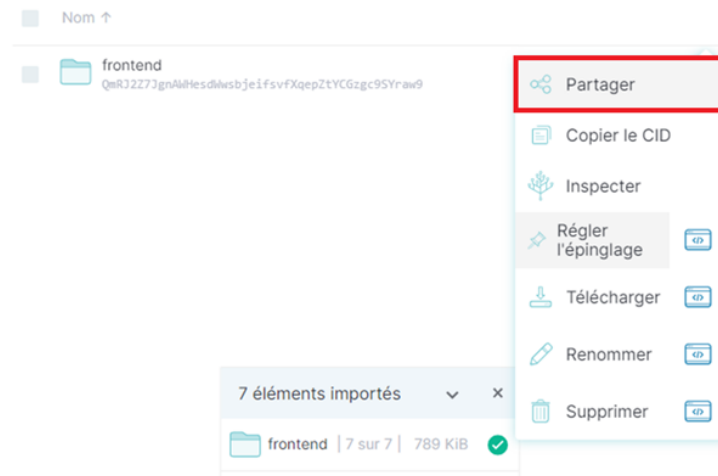 Nom ↑
frontend
QmRJ2Z7JgnAWHesdWwsbjeifsvfXqepZtYCGzgc9SYraw9
Partager
Copier le CID
Inspecter
Régler
l'épinglage
Télécharger
Renommer
Supprimer
7 éléments importés
frontend | 7 sur 7 | 789 KiB